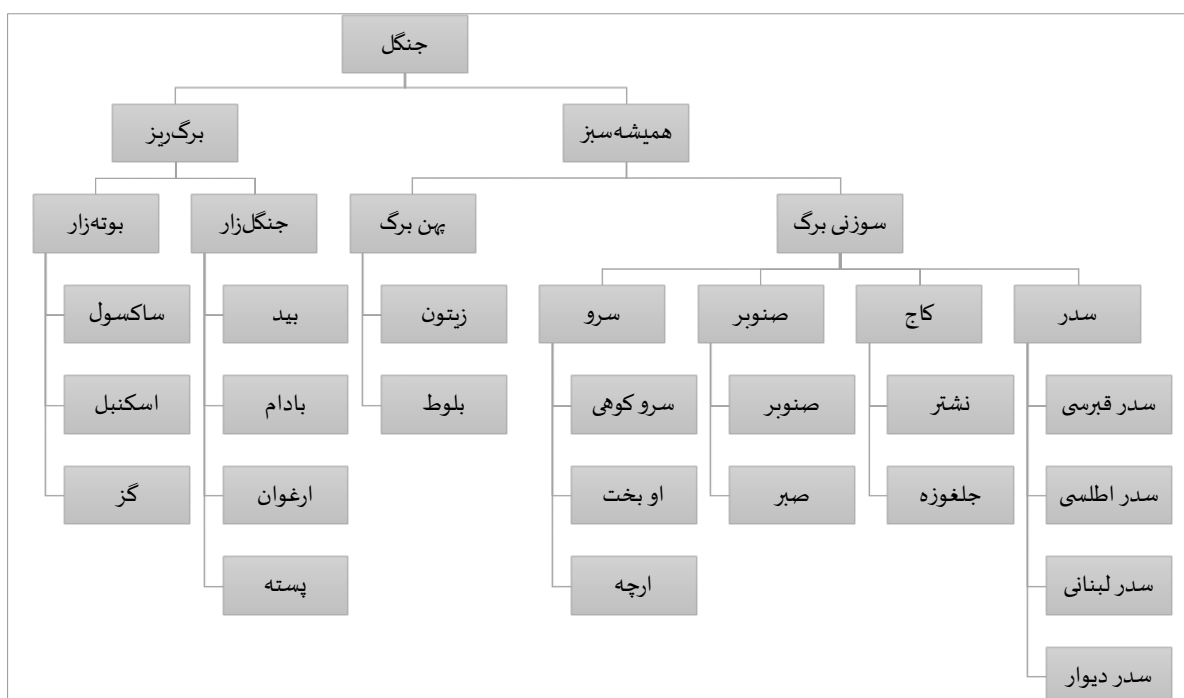 جنگل
همیشه‌سبز
برگ‌ریز
سوزنی برگ
پهن برگ
جنگل‌زار
بوته‌زار
سدر
کاج
صنوبر
سرو
زیتون
بید
ساکسول
سدر قبرسی
نشتر
صنوبر
سرو کوهی
بلوط
بادام
اسکنبل
سدر اطلسی
جلغوزه
صبر
او بخت
ارغوان
گز
سدر لبنانی
ارچه
پسته
سدر دیوار